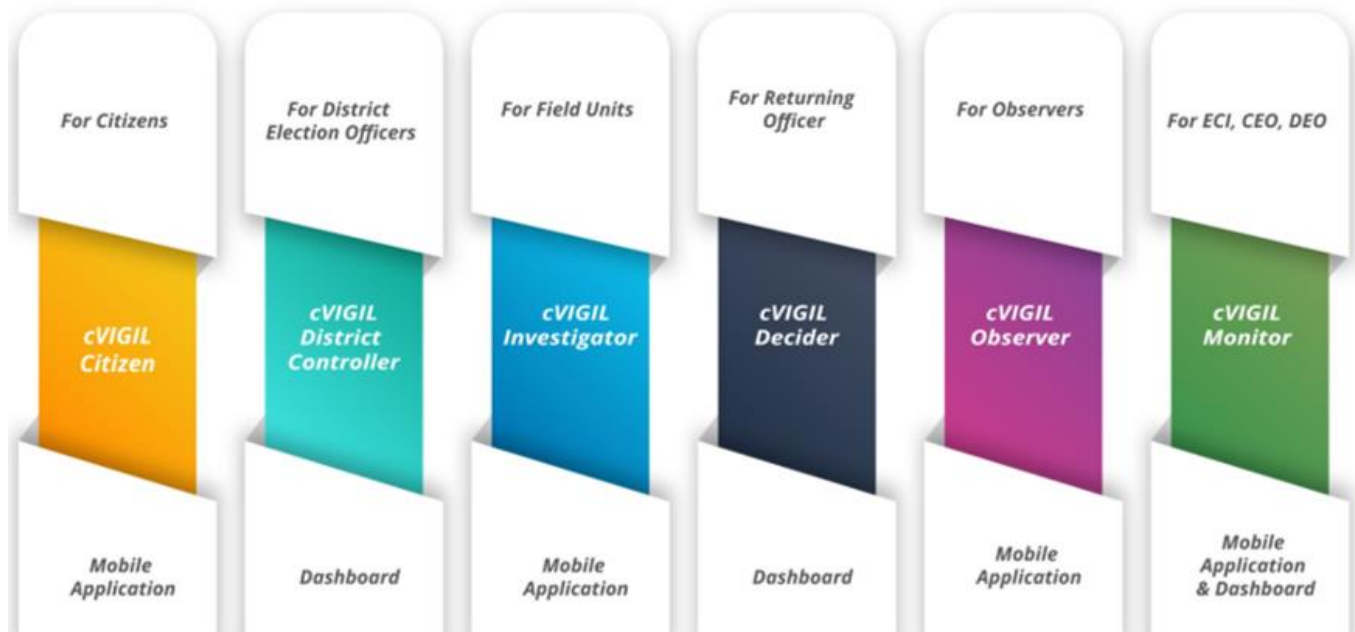 For Citizens
cVIGIL
Citizen
Mobile
Application
For District
Election Officers
cVIGIL
District
Controller
Dashboard
For Field Units
cVIGIL
Investigator
Mobile
Application
For Returning
Officer
cVIGIL
Decider
Dashboard
For Observers
cVIGIL
Observer
Mobile
Application
For ECI, CEO, DEO
cVIGIL
Monitor
Mobile
Application
& Dashboard